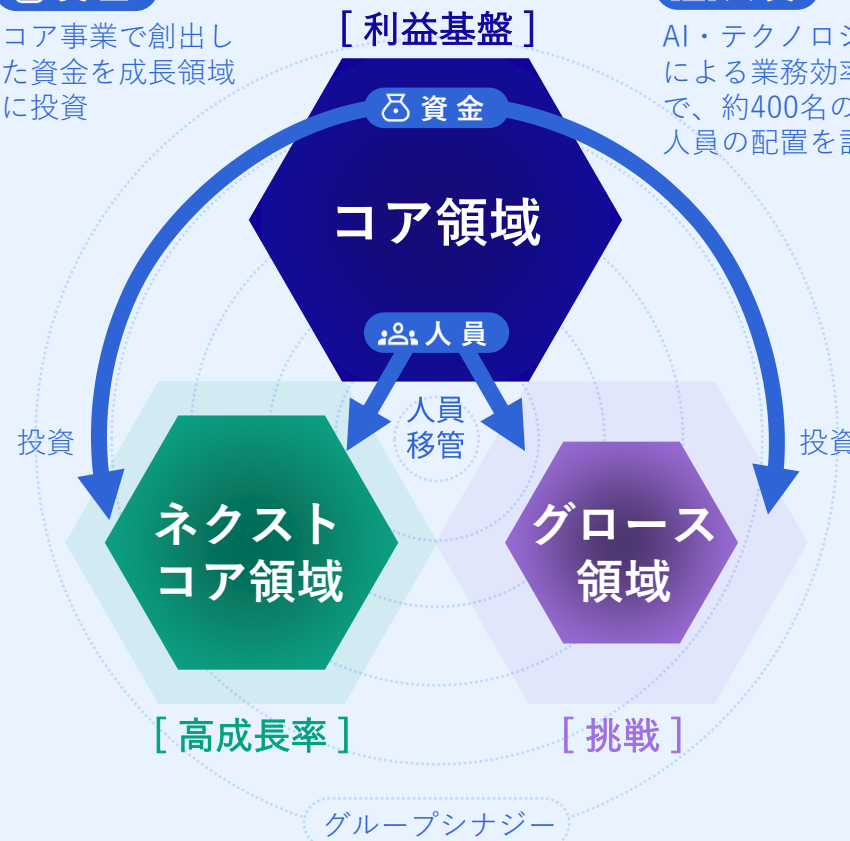 [ 利益基盤 ]
コア事業で創出し
た資金を成長領域
に投資
AI・テクノロジ
による業務効率
で、約400名の
人員の配置を
資金
コア領域
人員
人員
移管
投資
投資
ネクスト
コア領域
グロース
領域
[ 高成長率 ]
[ 挑戦 ]
グループシナジー